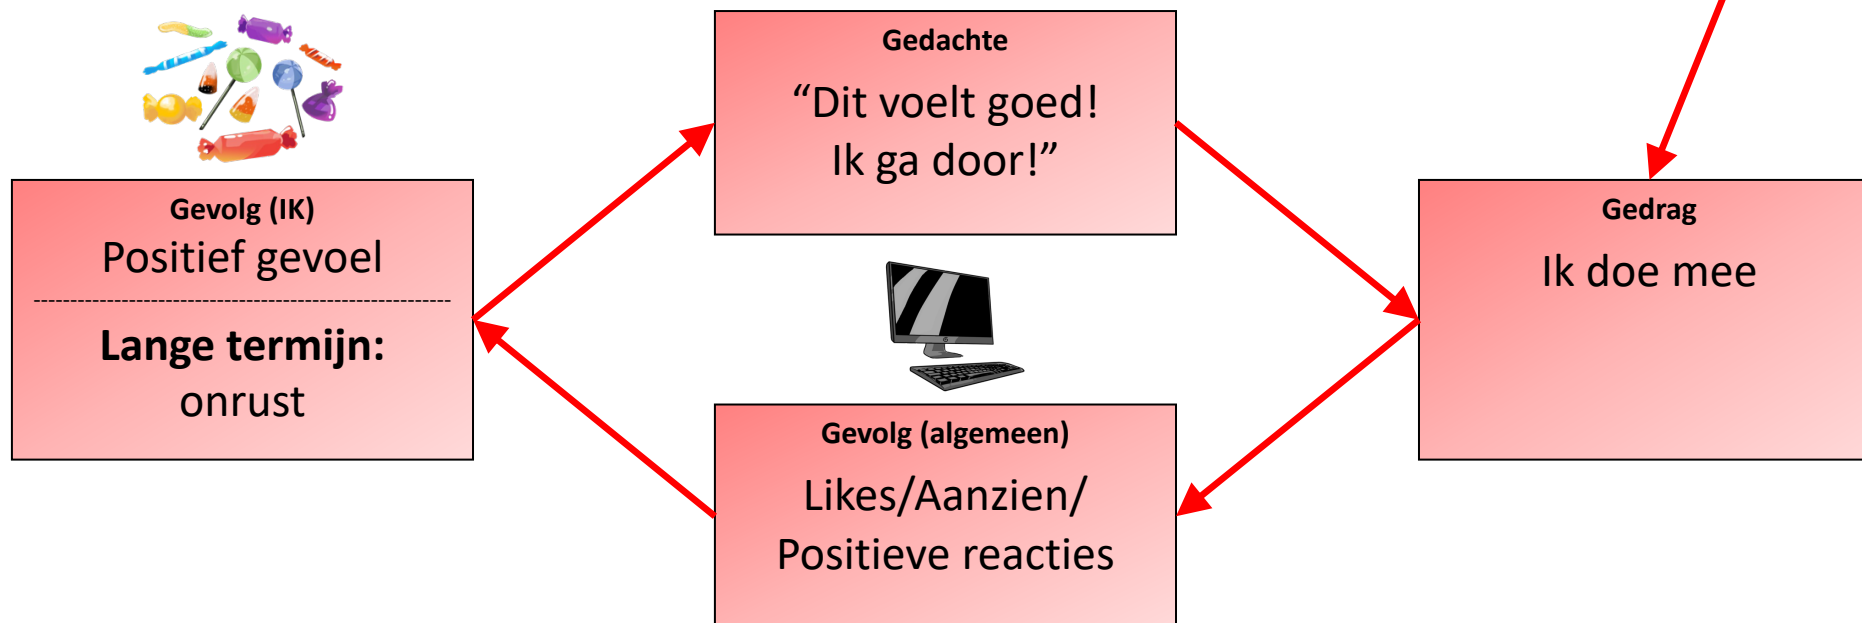 Gedachte
“Dit voelt goed!
Ik ga door!”
Gevolg (IK)
Positief gevoel
Lange termijn:
onrust
Gedrag
Ik doe mee
Gevolg (algemeen)
Likes/Aanzien/
Positieve reacties